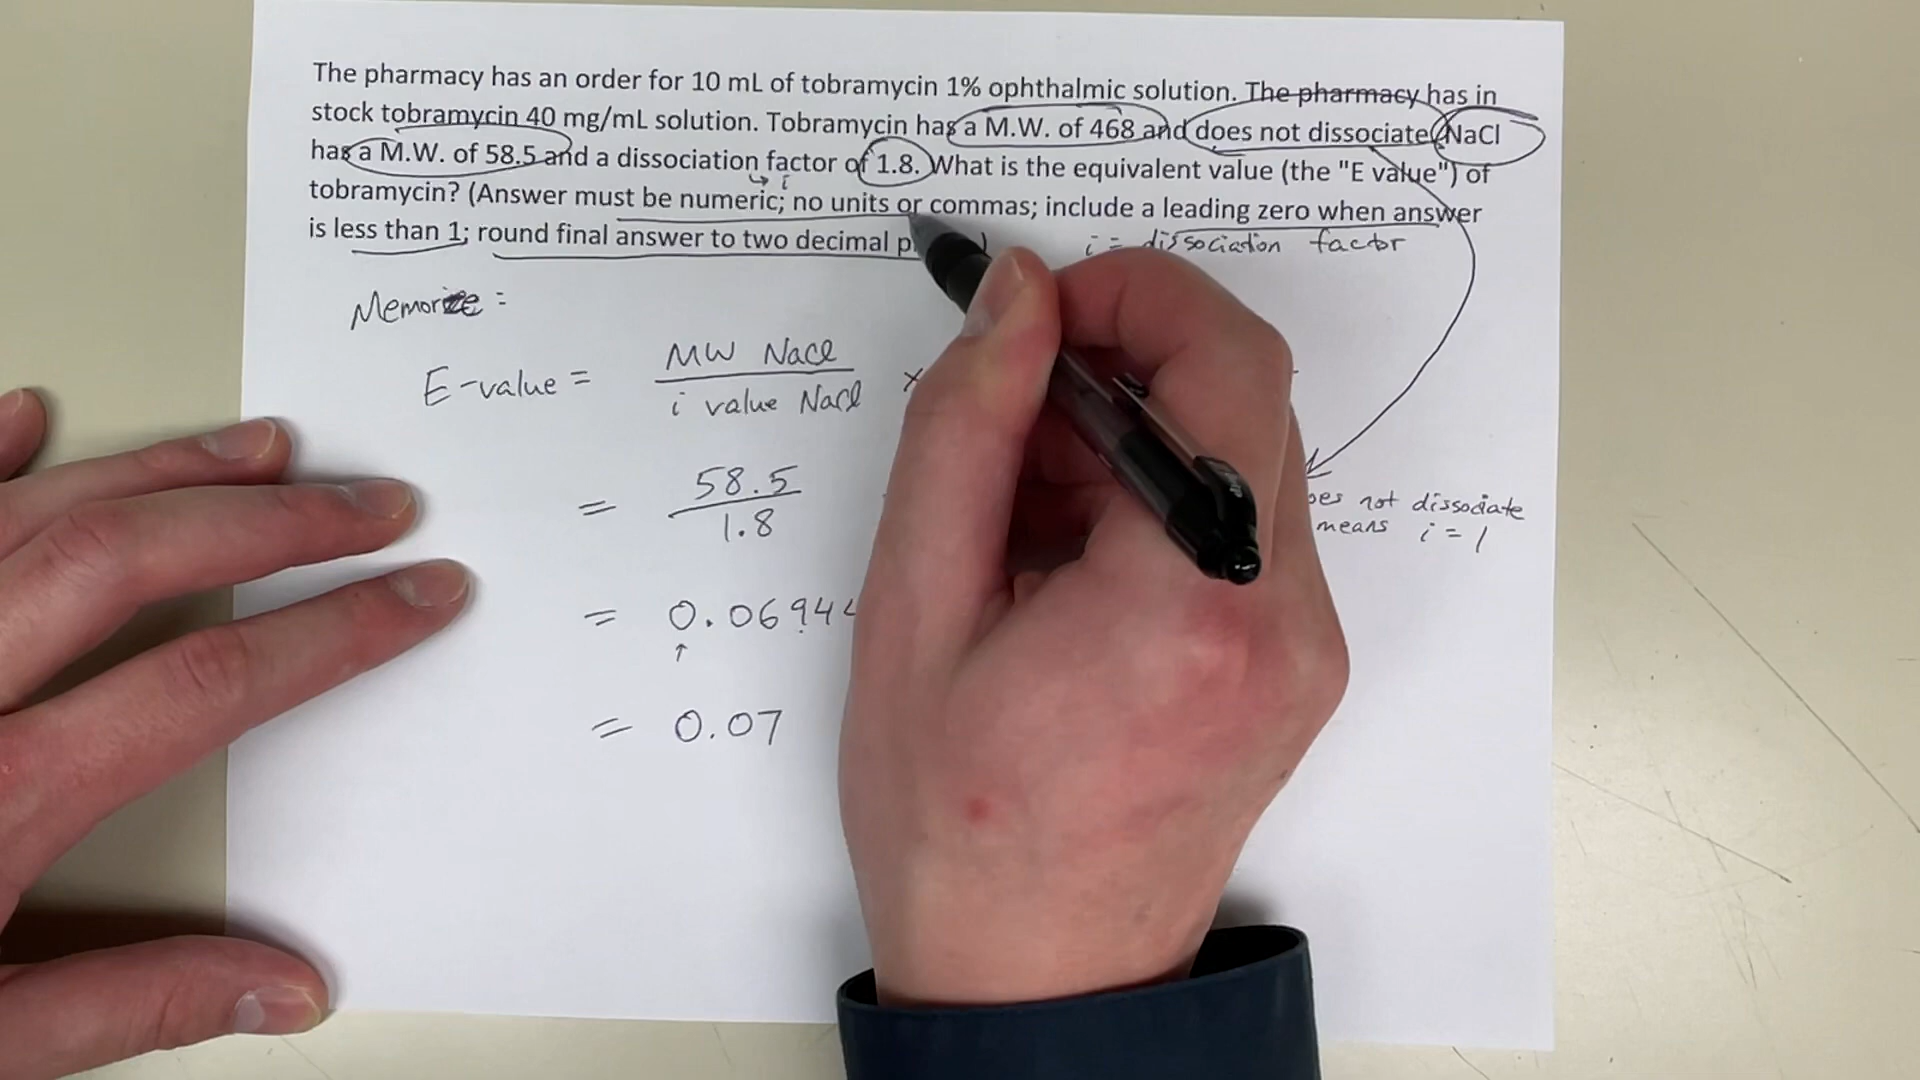 The pharmacy has an order for 10 mL of tobramycin 1% ophthalmic solution. The pharmacy has in
stock tobramycin 40 mg/mL solution. Tobramycin has a M.W. of 468 and does not dissociate NaCl
has a M.W. of 58.5 and a dissociation factor of 1.8. What is the equivalent value (the "E value") of
i
tobramycin? (Answer must be numeric; no units or commas; include a leading zero when answer
is less than 1; round final answer to two decimal p )
i = dissociation factor
Memorize =
E-value = MW NaCl ×
i value NaCl
= 58.5
1.8
oes not dissociate
means i = 1
= 0.0694
= 0.07